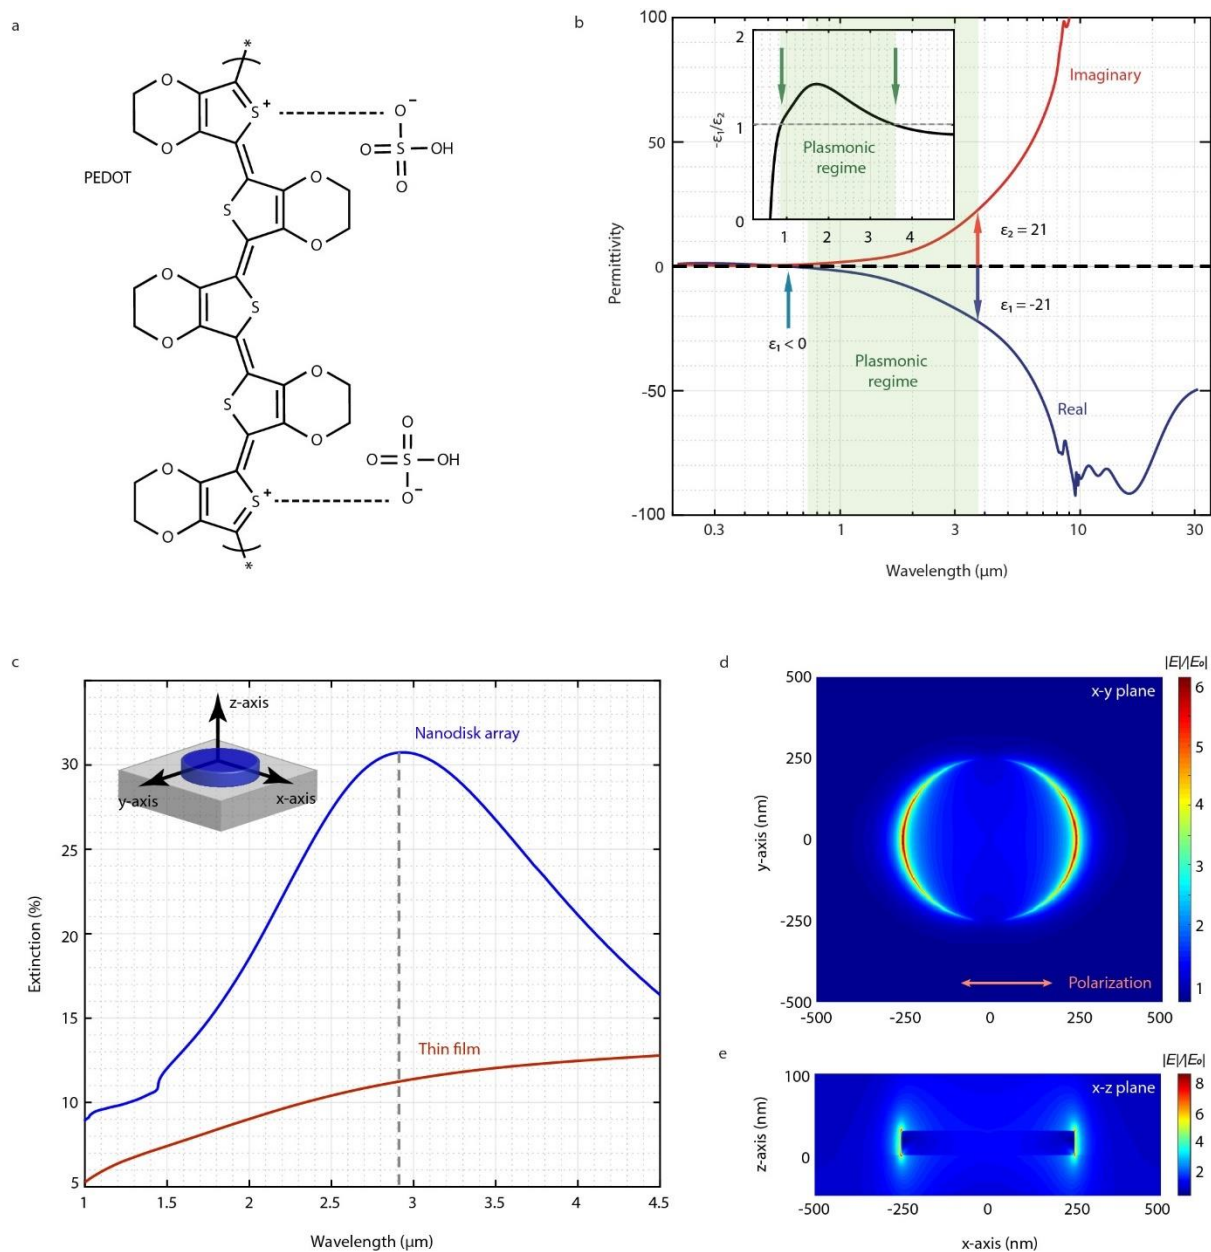 a
*
O
O
S
+
O
−
O
S
OH
O
PEDOT
S
O
O
O
O
S
S
O
O
O
O
S
OH
O
−
O
O
S
+
*
b
100
50
0
-50
-100
Permittivity
0.3
1
3
10
30
Wavelength (μm)
Imaginary
Real
ε₂ = 21
ε₁ = -21
ε₁ < 0
Plasmonic
regime
2
1
0
-ε₁/ε₂
1
2
3
4
Plasmonic
regime
c
z-axis
y-axis
x-axis
Nanodisk array
Thin film
30
25
20
15
10
5
Extinction (%)
1
1.5
2
2.5
3
3.5
4
4.5
Wavelength (μm)
d
|E|/|E₀|
x-y plane
500
250
0
-250
-500
y-axis (nm)
Polarization
-500
-250
0
250
500
6
5
4
3
2
1
e
|E|/|E₀|
x-z plane
100
0
z-axis (nm)
8
6
4
2
-500
-250
0
250
500
x-axis (nm)